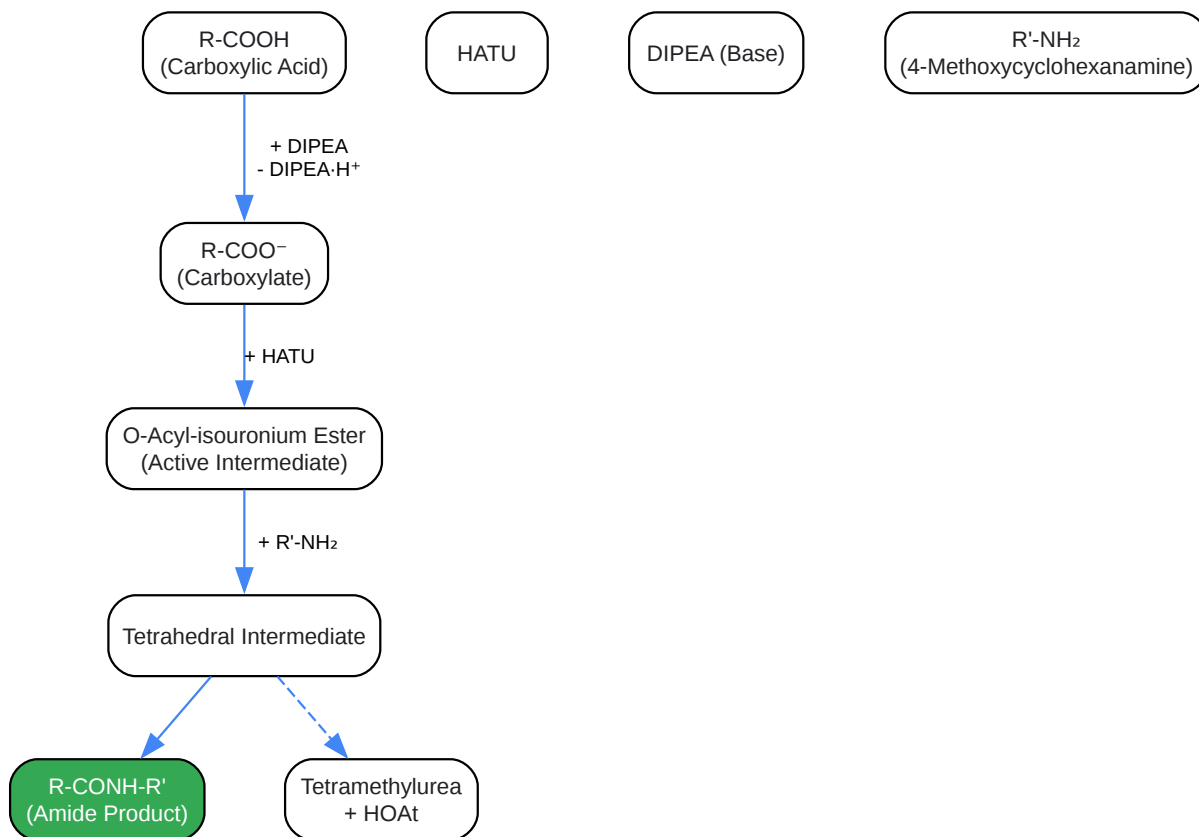 R-COOH
(Carboxylic Acid)
HATU
DIPEA (Base)
R'-NH₂
(4-Methoxycyclohexanamine)
+ DIPEA
- DIPEA·H⁺
R-COO⁻
(Carboxylate)
+ HATU
O-Acyl-isouronium Ester
(Active Intermediate)
+ R'-NH₂
Tetrahedral Intermediate
R-CONH-R'
(Amide Product)
Tetramethylurea
+ HOAt